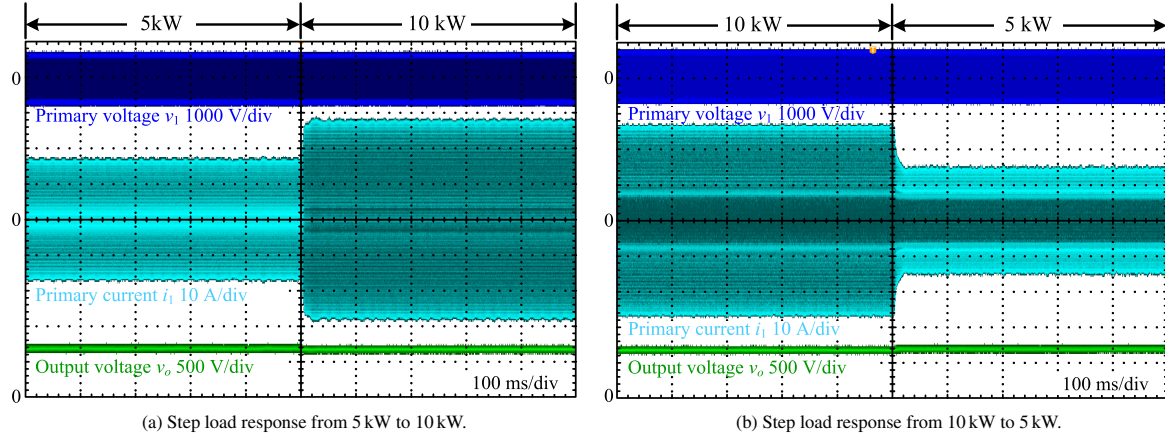 5kW 10 kW
0
Primary voltage v1 1000 V/div
0
Primary current i1 10 A/div
Output voltage vo 500 V/div
100 ms/div
0
(a) Step load response from 5 kW to 10 kW.
10 kW 5 kW
0
Primary voltage v1 1000 V/div
0
Primary current i1 10 A/div
Output voltage vo 500 V/div
100 ms/div
0
(b) Step load response from 10 kW to 5 kW.